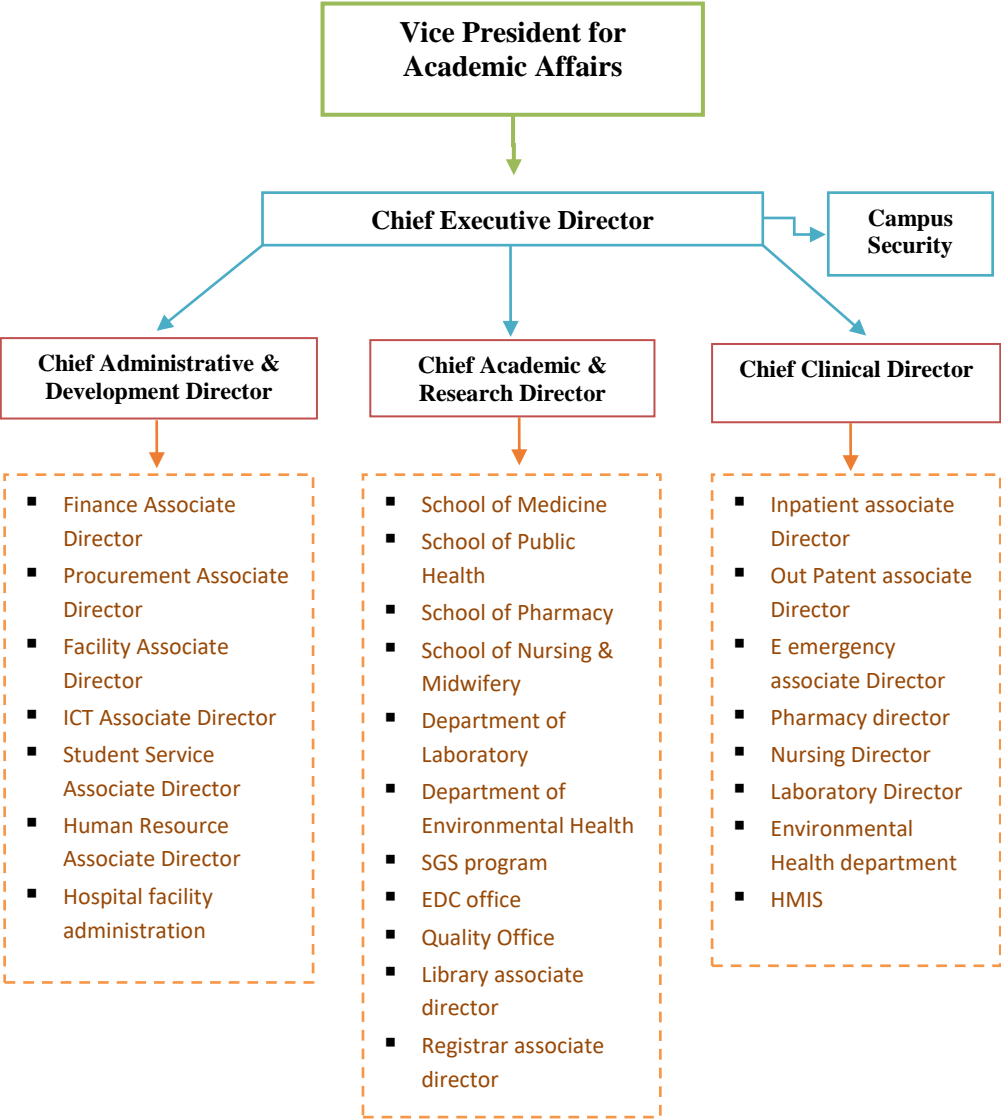 Vice President for
Academic Affairs
Chief Executive Director
Campus
Security
Chief Administrative &
Development Director
Chief Academic &
Research Director
Chief Clinical Director
Finance Associate
Director
Procurement Associate
Director
Facility Associate
Director
ICT Associate Director
Student Service
Associate Director
Human Resource
Associate Director
Hospital facility
administration
School of Medicine
School of Public
Health
School of Pharmacy
School of Nursing &
Midwifery
Department of
Laboratory
Department of
Environmental Health
SGS program
EDC office
Quality Office
Library associate
director
Registrar associate
director
Inpatient associate
Director
Out Patent associate
Director
E emergency
associate Director
Pharmacy director
Nursing Director
Laboratory Director
Environmental
Health department
HMIS